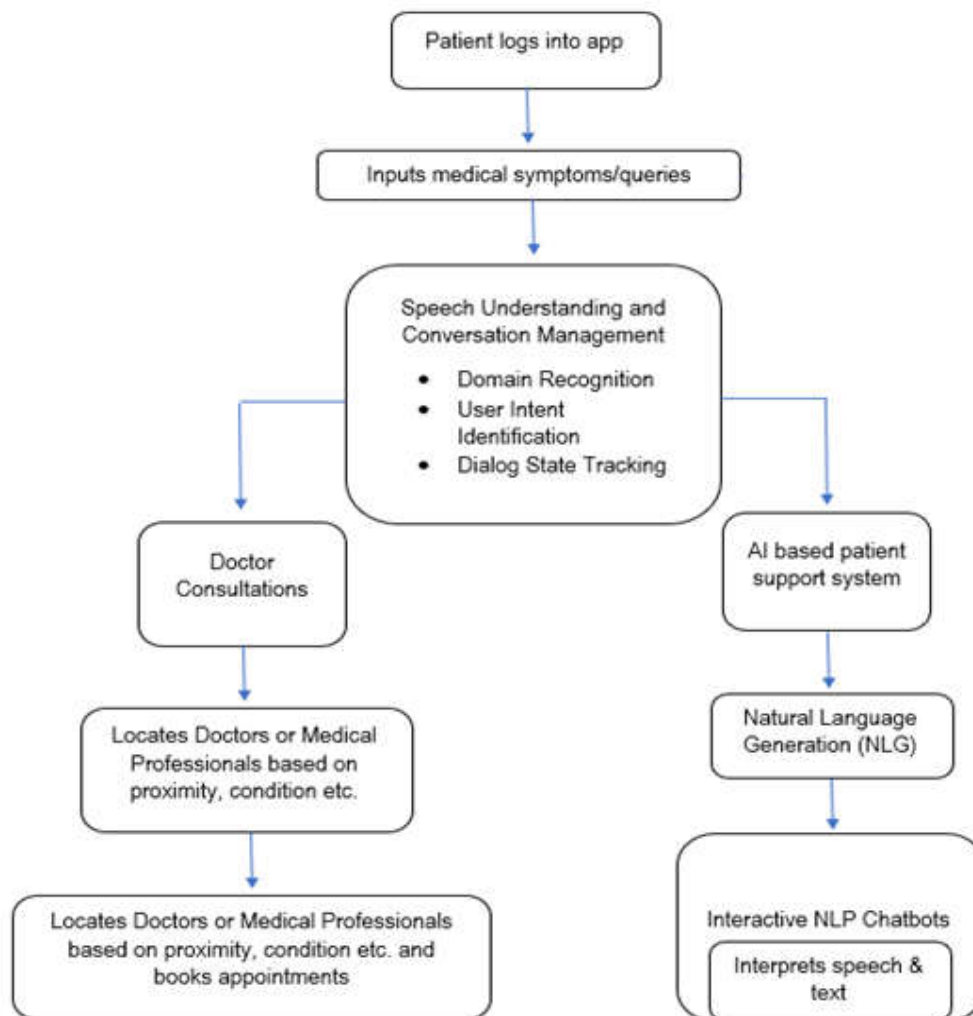 Patient logs into app
Inputs medical symptoms/queries
Speech Understanding and
Conversation Management
• Domain Recognition
• User Intent
Identification
• Dialog State Tracking
Doctor
Consultations
Locates Doctors or Medical
Professionals based on
proximity, condition etc.
Locates Doctors or Medical Professionals
based on proximity, condition etc. and
books appointments
AI based patient
support system
Natural Language
Generation (NLG)
Interactive NLP Chatbots
Interprets speech &
text